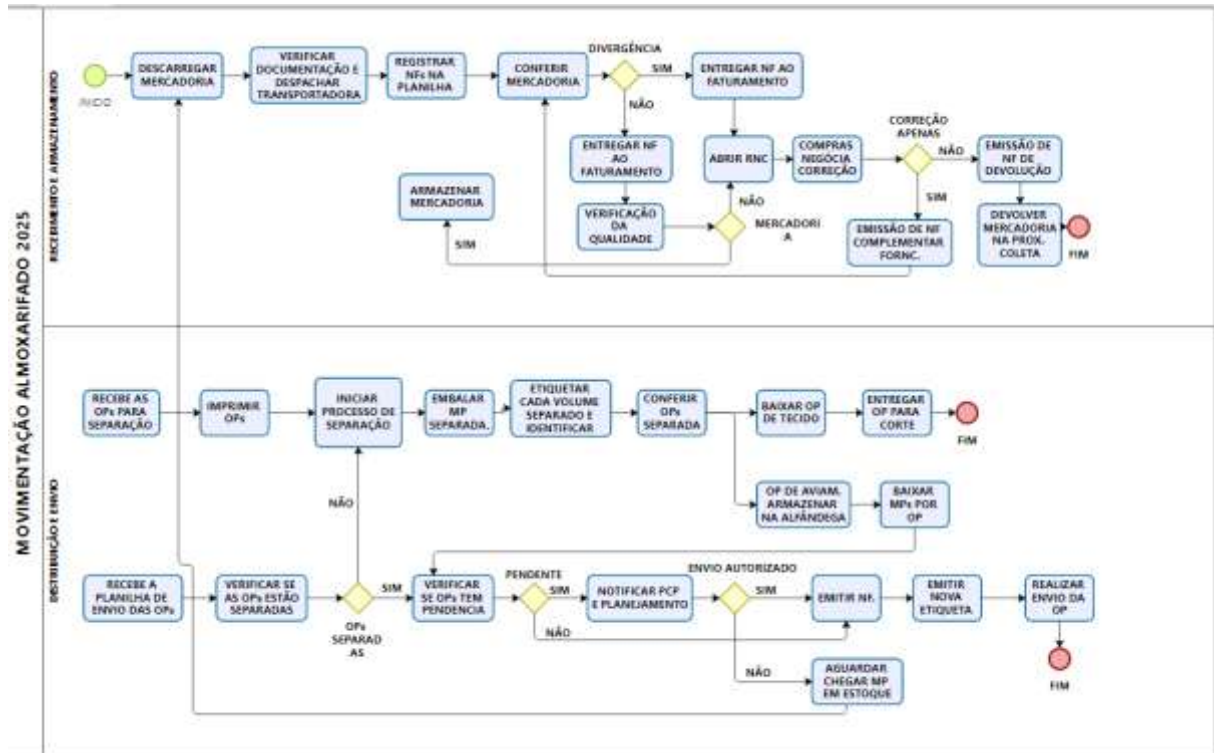 MOVIMENTAÇÃO ALMOXARIFADO 2025
RECEBIMENTO E ARMAZENAMENTO
INICIO
DESCARREGAR
MERCADORIA
VERIFICAR
DOCUMENTAÇÃO E
DESPACHAR
TRANSPORTADORA
REGISTRAR
NFs NA
PLANILHA
CONFERIR
MERCADORIA
DIVERGÊNCIA
SIM
NÃO
ENTREGAR NF AO
FATURAMENTO
ENTREGAR NF
AO
FATURAMENTO
ABRIR RNC
COMPRAS
NEGÓCIA
CORREÇÃO
CORREÇÃO
APENAS
NÃO
SIM
EMISSÃO DE
NF DE
DEVOLUÇÃO
ARMAZENAR
MERCADORIA
VERIFICAÇÃO
DA
QUALIDADE
NÃO
SIM
MERCADORI
A
EMISSÃO DE NF
COMPLEMENTAR
FORNC.
DEVOLVER
MERCADORIA
NA PROX.
COLETA
FIM
DISTRIBUIÇÃO E ENVIO
RECEBE AS
OPs PARA
SEPARAÇÃO
IMPRIMIR
OPs
INICIAR
PROCESSO DE
SEPARAÇÃO
EMBALAR
MP
SEPARADA.
ETIQUETAR
CADA VOLUME
SEPARADO E
IDENTIFICAR
CONFERIR
OPs
SEPARADA
BAIXAR OP
DE TECIDO
ENTREGAR
OP PARA
CORTE
FIM
NÃO
OP DE AVIAM.
ARMAZENAR
NA ALFÂNDEGA
BAIXAR
MPs POR
OP
RECEBE A
PLANILHA DE
ENVIO DAS OPs
VERIFICAR SE
AS OPs ESTÃO
SEPARADAS
SIM
OPs
SEPARAD
AS
VERIFICAR
SE OPs TEM
PENDENCIA
PENDENTE
SIM
NÃO
NOTIFICAR PCP
E PLANEJAMENTO
ENVIO AUTORIZADO
SIM
NÃO
EMITIR NF.
EMITIR
NOVA
ETIQUETA
REALIZAR
ENVIO DA
OP
AGUARDAR
CHEGAR MP
EM ESTOQUE
FIM